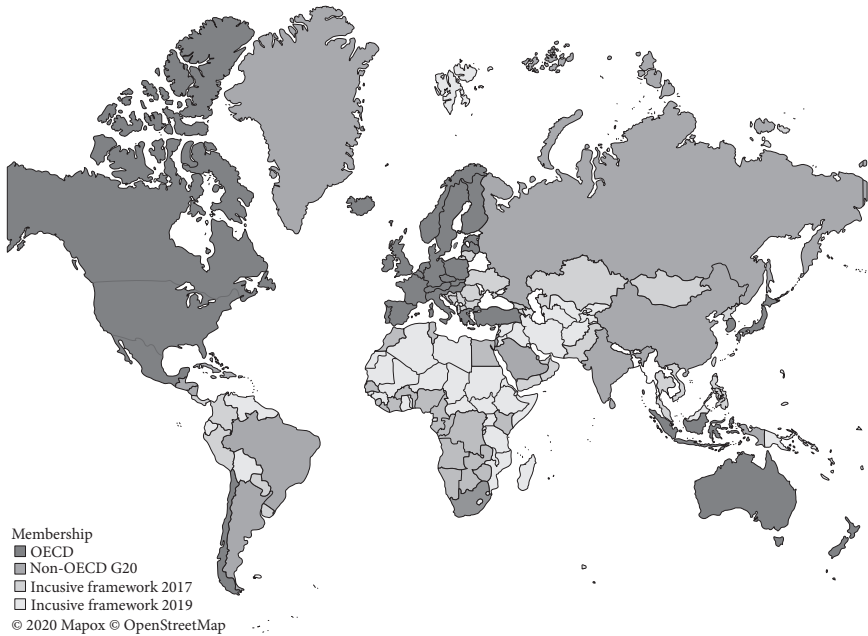 Membership
OECD
Non-OECD G20
Incusive framework 2017
Incusive framework 2019
© 2020 Mapox © OpenStreetMap